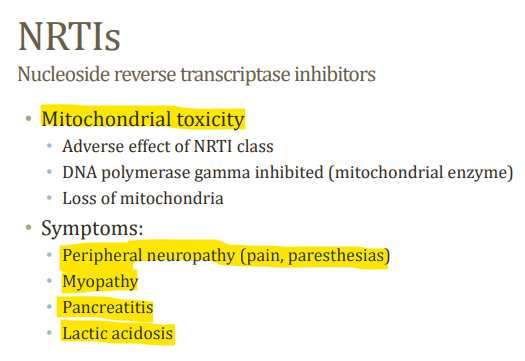 NRTIs
Nucleoside reverse transcriptase inhibitors
• Mitochondrial toxicity
• Adverse effect of NRTI class
• DNA polymerase gamma inhibited (mitochondrial enzyme)
• Loss of mitochondria
• Symptoms:
• Peripheral neuropathy (pain, paresthesias)
• Myopathy
• Pancreatitis
• Lactic acidosis